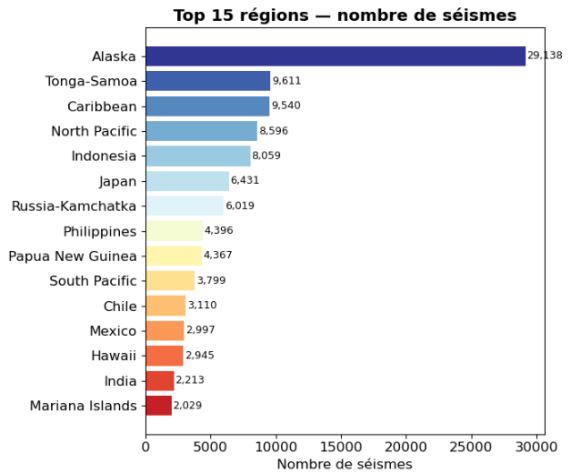 Top 15 régions — nombre de séismes
Alaska 29,138
Tonga-Samoa 9,611
Caribbean 9,540
North Pacific 8,596
Indonesia 8,059
Japan 6,431
Russia-Kamchatka 6,019
Philippines 4,396
Papua New Guinea 4,367
South Pacific 3,799
Chile 3,110
Mexico 2,997
Hawaii 2,945
India 2,213
Mariana Islands 2,029
0 5000 10000 15000 20000 25000 30000
Nombre de séismes